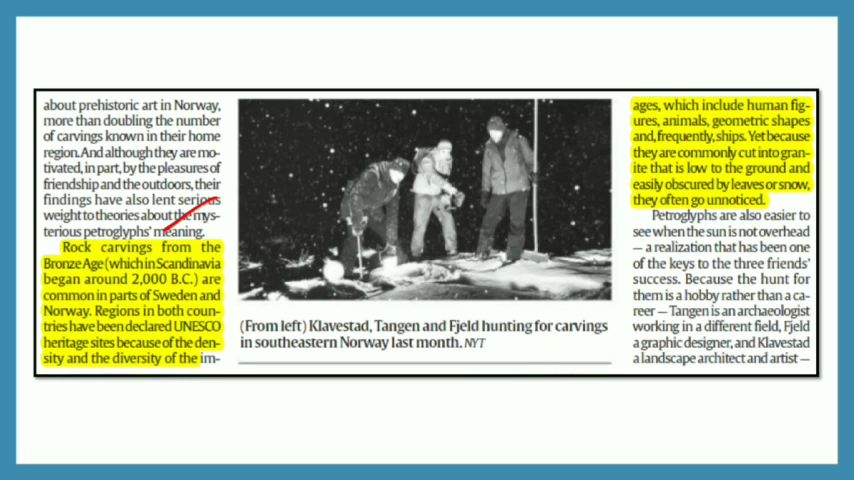 about prehistoric art in Norway,
more than doubling the number
of carvings known in their home
region. And although they are mo-
tivated, in part, by the pleasures of
friendship and the outdoors, their
findings have also lent serious
weight to theories about the mys-
terious petroglyphs' meaning.
Rock carvings from the
Bronze Age (which in Scandinavia
began around 2,000 B.C.) are
common in parts of Sweden and
Norway. Regions in both coun-
tries have been declared UNESCO
heritage sites because of the den-
sity and the diversity of the im-
(From left) Klavestad, Tangen and Fjeld hunting for carvings
in southeastern Norway last month. NYT
ages, which include human fig-
ures, animals, geometric shapes
and, frequently, ships. Yet because
they are commonly cut into gran-
ite that is low to the ground and
easily obscured by leaves or snow,
they often go unnoticed.
Petroglyphs are also easier to
see when the sun is not overhead
— a realization that has been one
of the keys to the three friends'
success. Because the hunt for
them is a hobby rather than a ca-
reer — Tangen is an archaeologist
working in a different field, Fjeld
a graphic designer, and Klavestad
a landscape architect and artist —